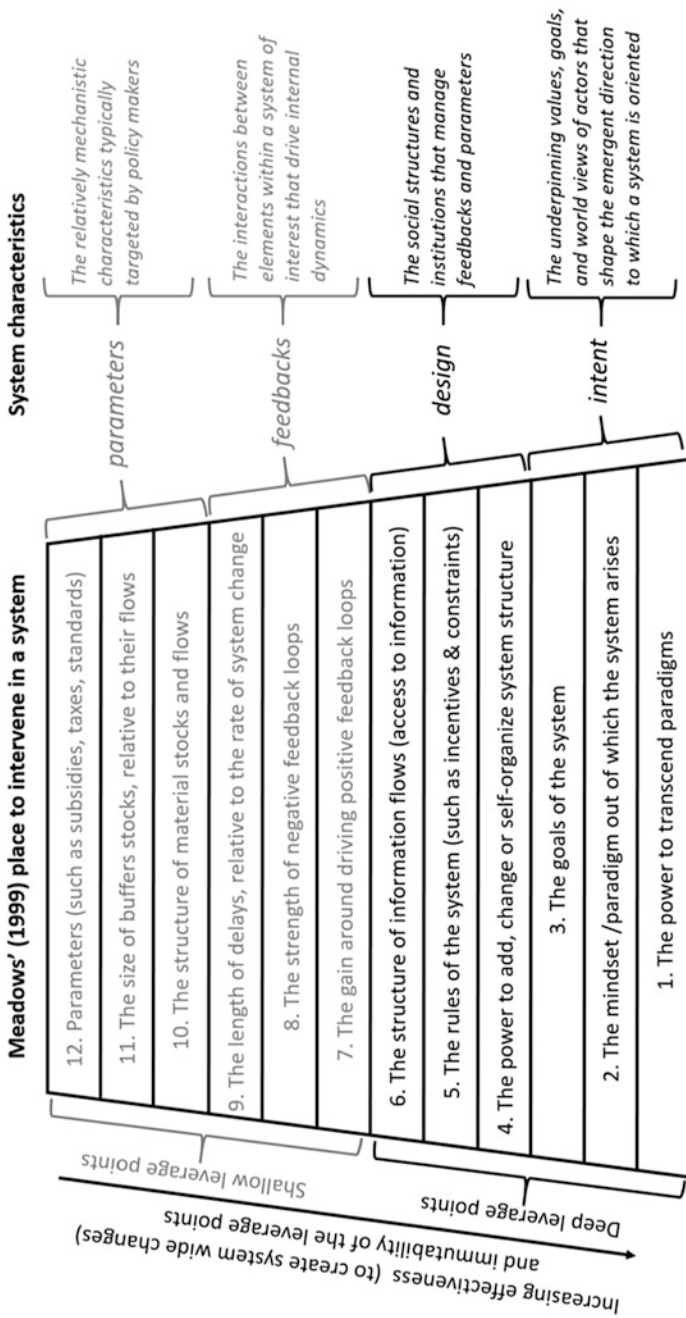 Meadows' (1999) place to intervene in a system
System characteristics
12. Parameters (such as subsidies, taxes, standards)
11. The size of buffers stocks, relative to their flows
10. The structure of material stocks and flows
9. The length of delays, relative to the rate of system change
8. The strength of negative feedback loops
7. The gain around driving positive feedback loops
6. The structure of information flows (access to information)
5. The rules of the system (such as incentives & constraints)
4. The power to add, change or self-organize system structure
3. The goals of the system
2. The mindset /paradigm out of which the system arises
1. The power to transcend paradigms
parameters
The relatively mechanistic
characteristics typically
targeted by policy makers
feedbacks
The interactions between
elements within a system of
interest that drive internal
dynamics
design
The social structures and
institutions that manage
feedbacks and parameters
intent
The underpinning values, goals,
and world views of actors that
shape the emergent direction
to which a system is oriented
Shallow leverage points
Deep leverage points
Increasing effectiveness (to create system wide changes)
and immutability of the leverage points